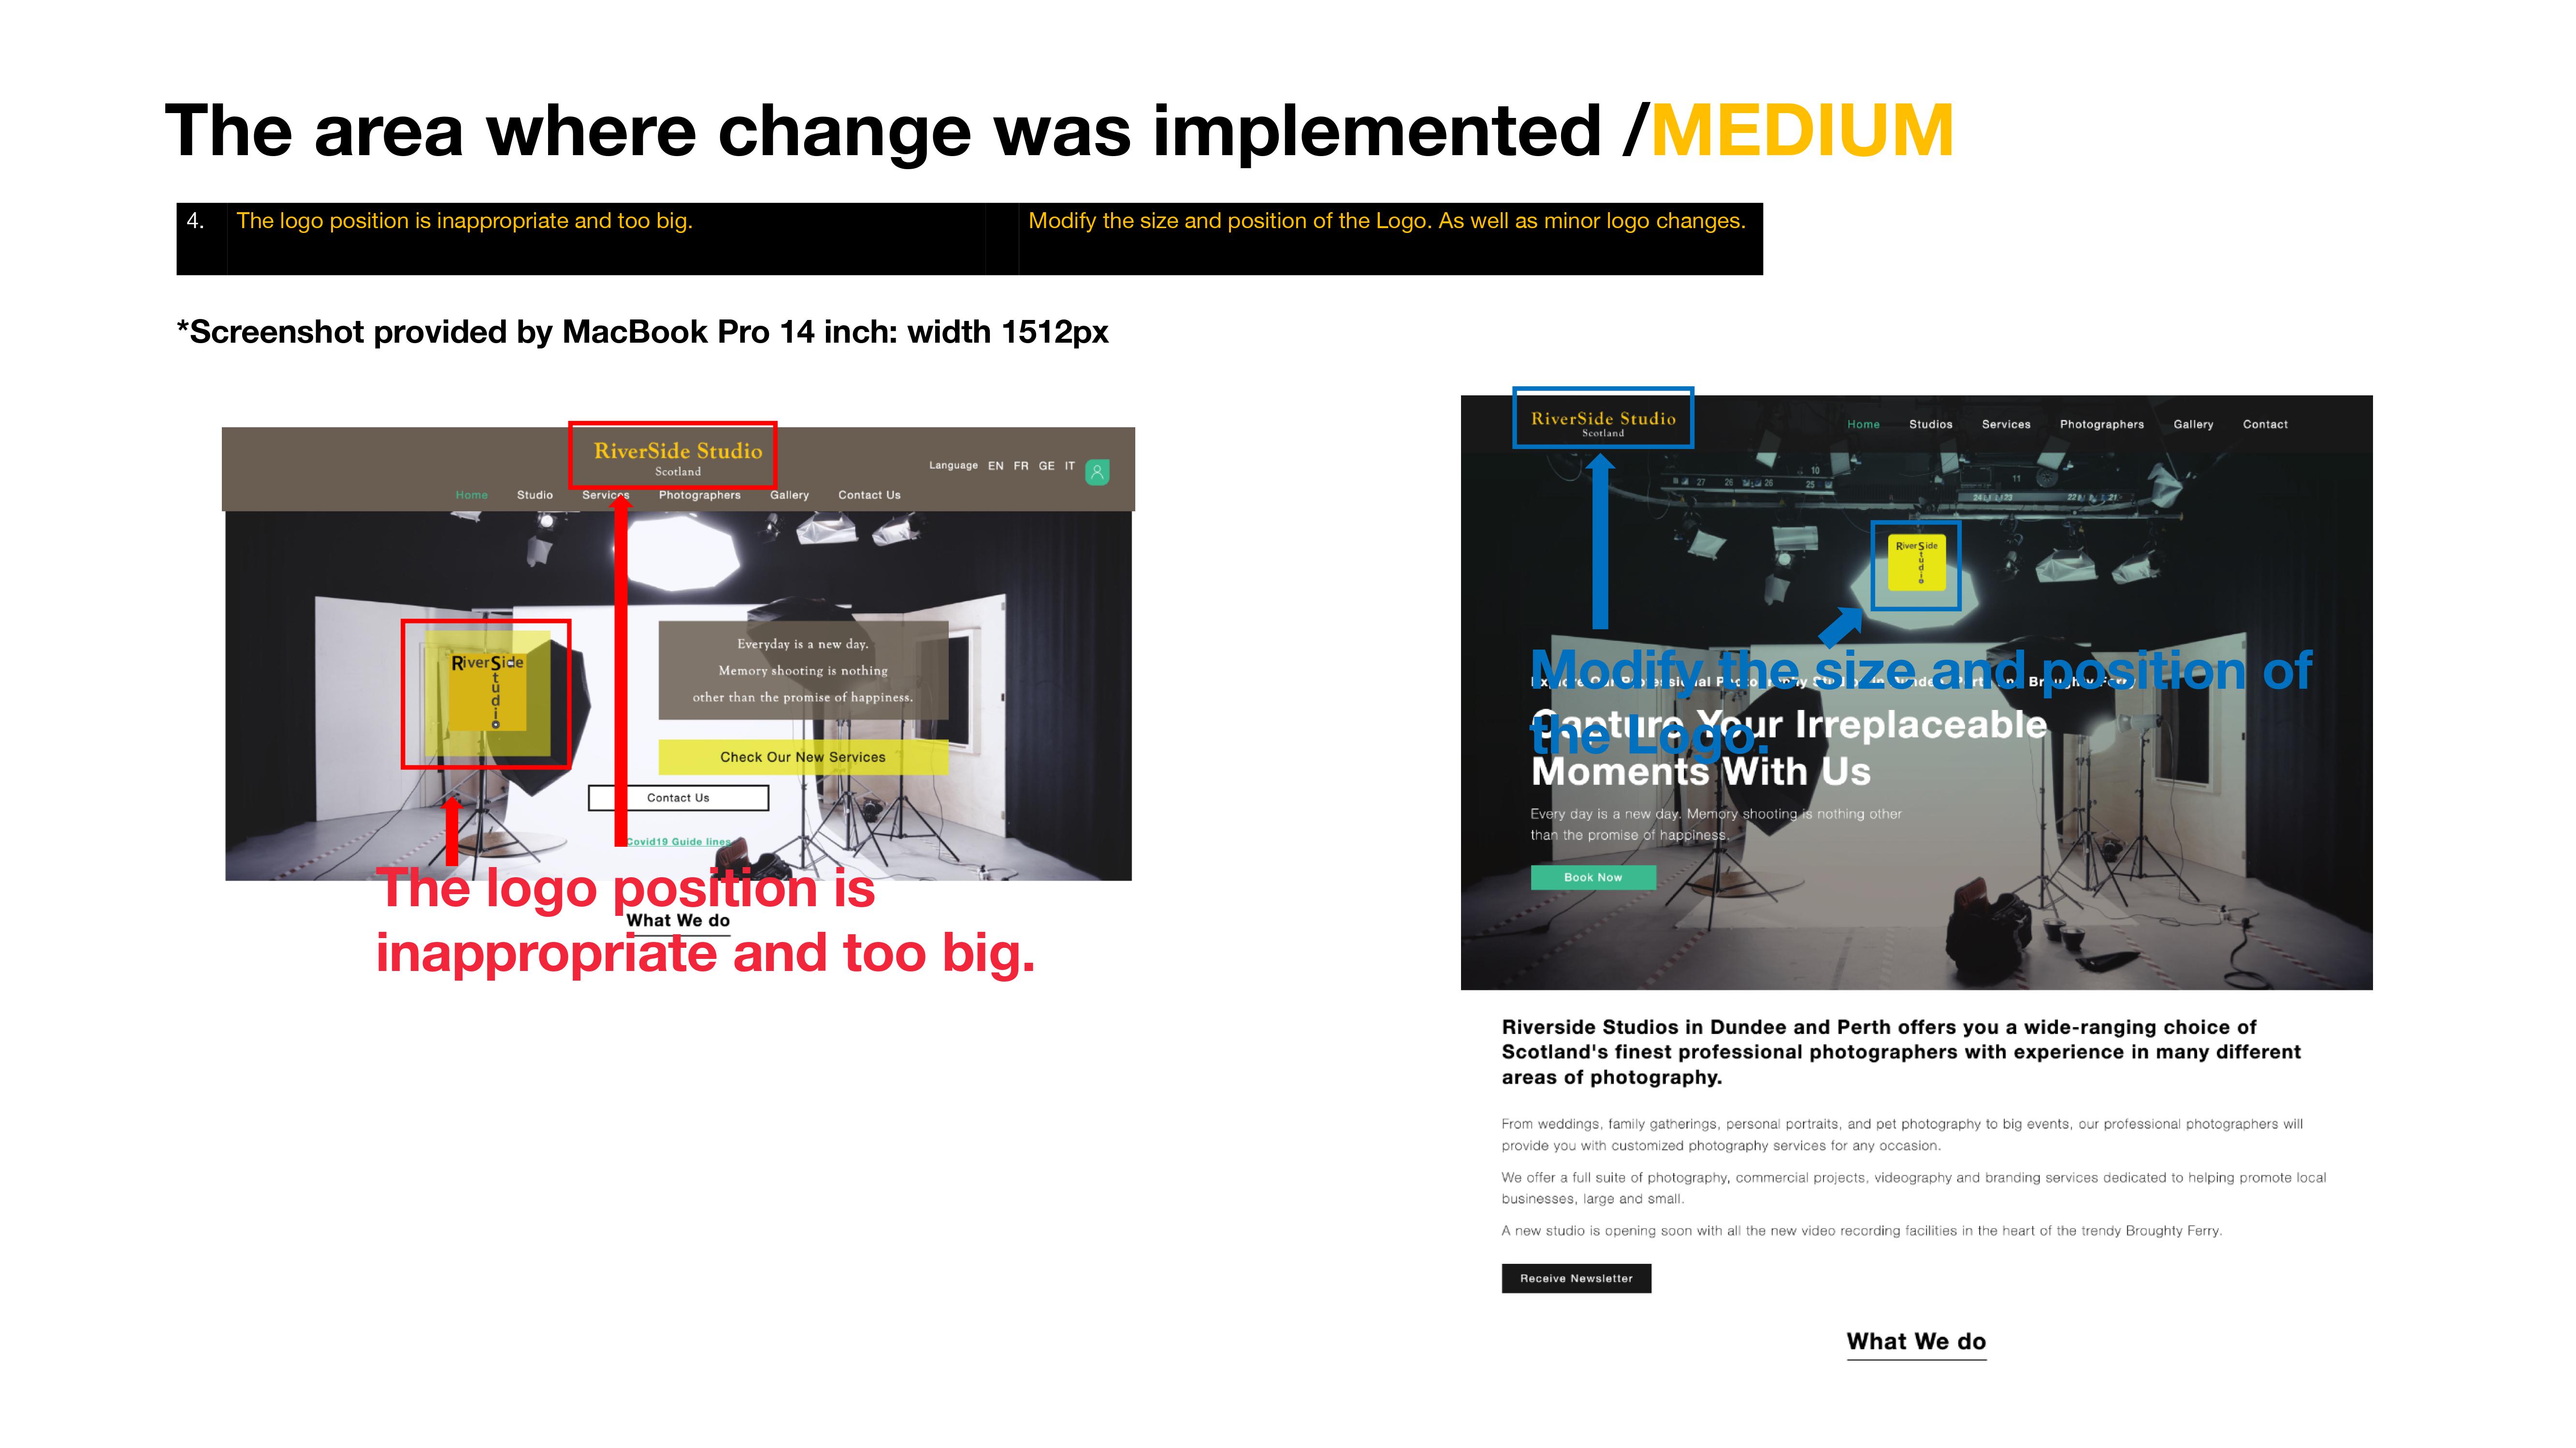 The area where change was implemented /MEDIUM
4. The logo position is inappropriate and too big. Modify the size and position of the Logo. As well as minor logo changes.
*Screenshot provided by MacBook Pro 14 inch: width 1512px
RiverSide Studio
Scotland
Language EN FR GE IT
Home Studio Services Photographers Gallery Contact Us
RiverSide
Studio
Everyday is a new day.
Memory shooting is nothing
other than the promise of happiness.
Check Our New Services
Contact Us
Covid19 Guide lines
The logo position is
inappropriate and too big.
What We do
RiverSide Studio
Scotland
Home Studios Services Photographers Gallery Contact
RiverSide
Studio
Modify the size and position of
the Logo.
Capture Your Irreplaceable
Moments With Us
Every day is a new day. Memory shooting is nothing other
than the promise of happiness.
Book Now
Riverside Studios in Dundee and Perth offers you a wide-ranging choice of
Scotland's finest professional photographers with experience in many different
areas of photography.
From weddings, family gatherings, personal portraits, and pet photography to big events, our professional photographers will
provide you with customized photography services for any occasion.
We offer a full suite of photography, commercial projects, videography and branding services dedicated to helping promote local
businesses, large and small.
A new studio is opening soon with all the new video recording facilities in the heart of the trendy Broughty Ferry.
Receive Newsletter
What We do